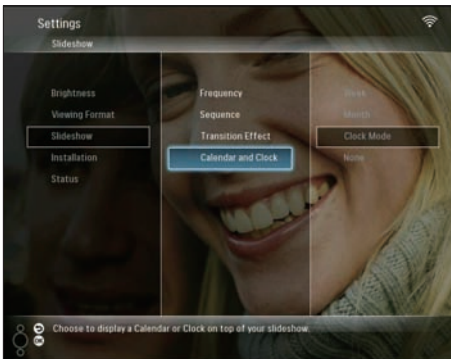 Settings
Slideshow
Brightness
Viewing Format
Slideshow
Installation
Status
Frequency
Sequence
Transition Effect
Calendar and Clock
Week
Month
Clock Mode
None
OK
Choose to display a Calendar or Clock on top of your slideshow.